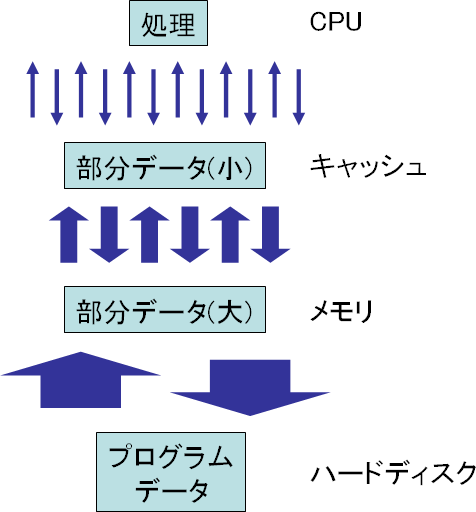 処理 CPU
部分データ(小) キャッシュ
部分データ(大) メモリ
プログラム
データ
ハードディスク